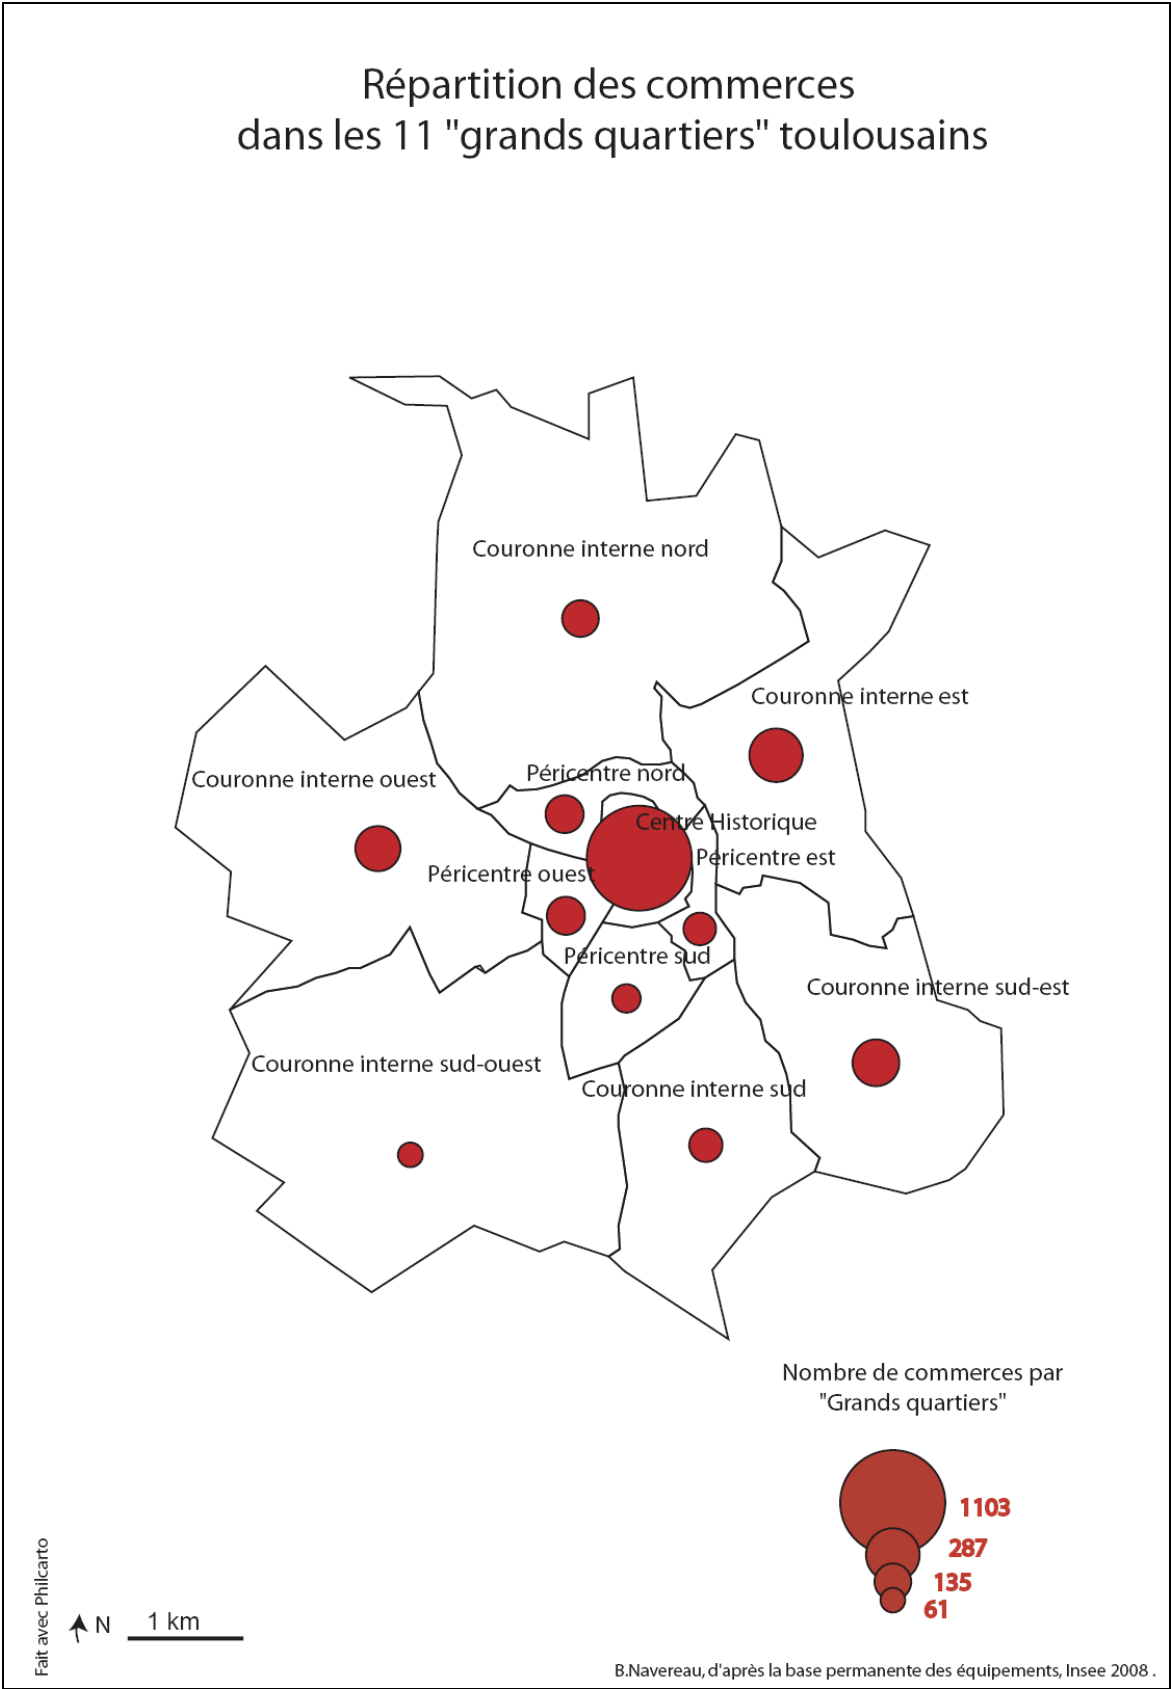 Répartition des commerces
dans les 11 "grands quartiers" toulousains
Couronne interne nord
Couronne interne est
Péricentre nord
Couronne interne ouest
Centre Historique
Péricentre est
Péricentre ouest
Péricentre sud
Couronne interne sud-est
Couronne interne sud-ouest
Couronne interne sud
Nombre de commerces par
"Grands quartiers"
1103
287
135
61
Fait avec Philcarto
N
1 km
B.Navereau, d'après la base permanente des équipements, Insee 2008 .